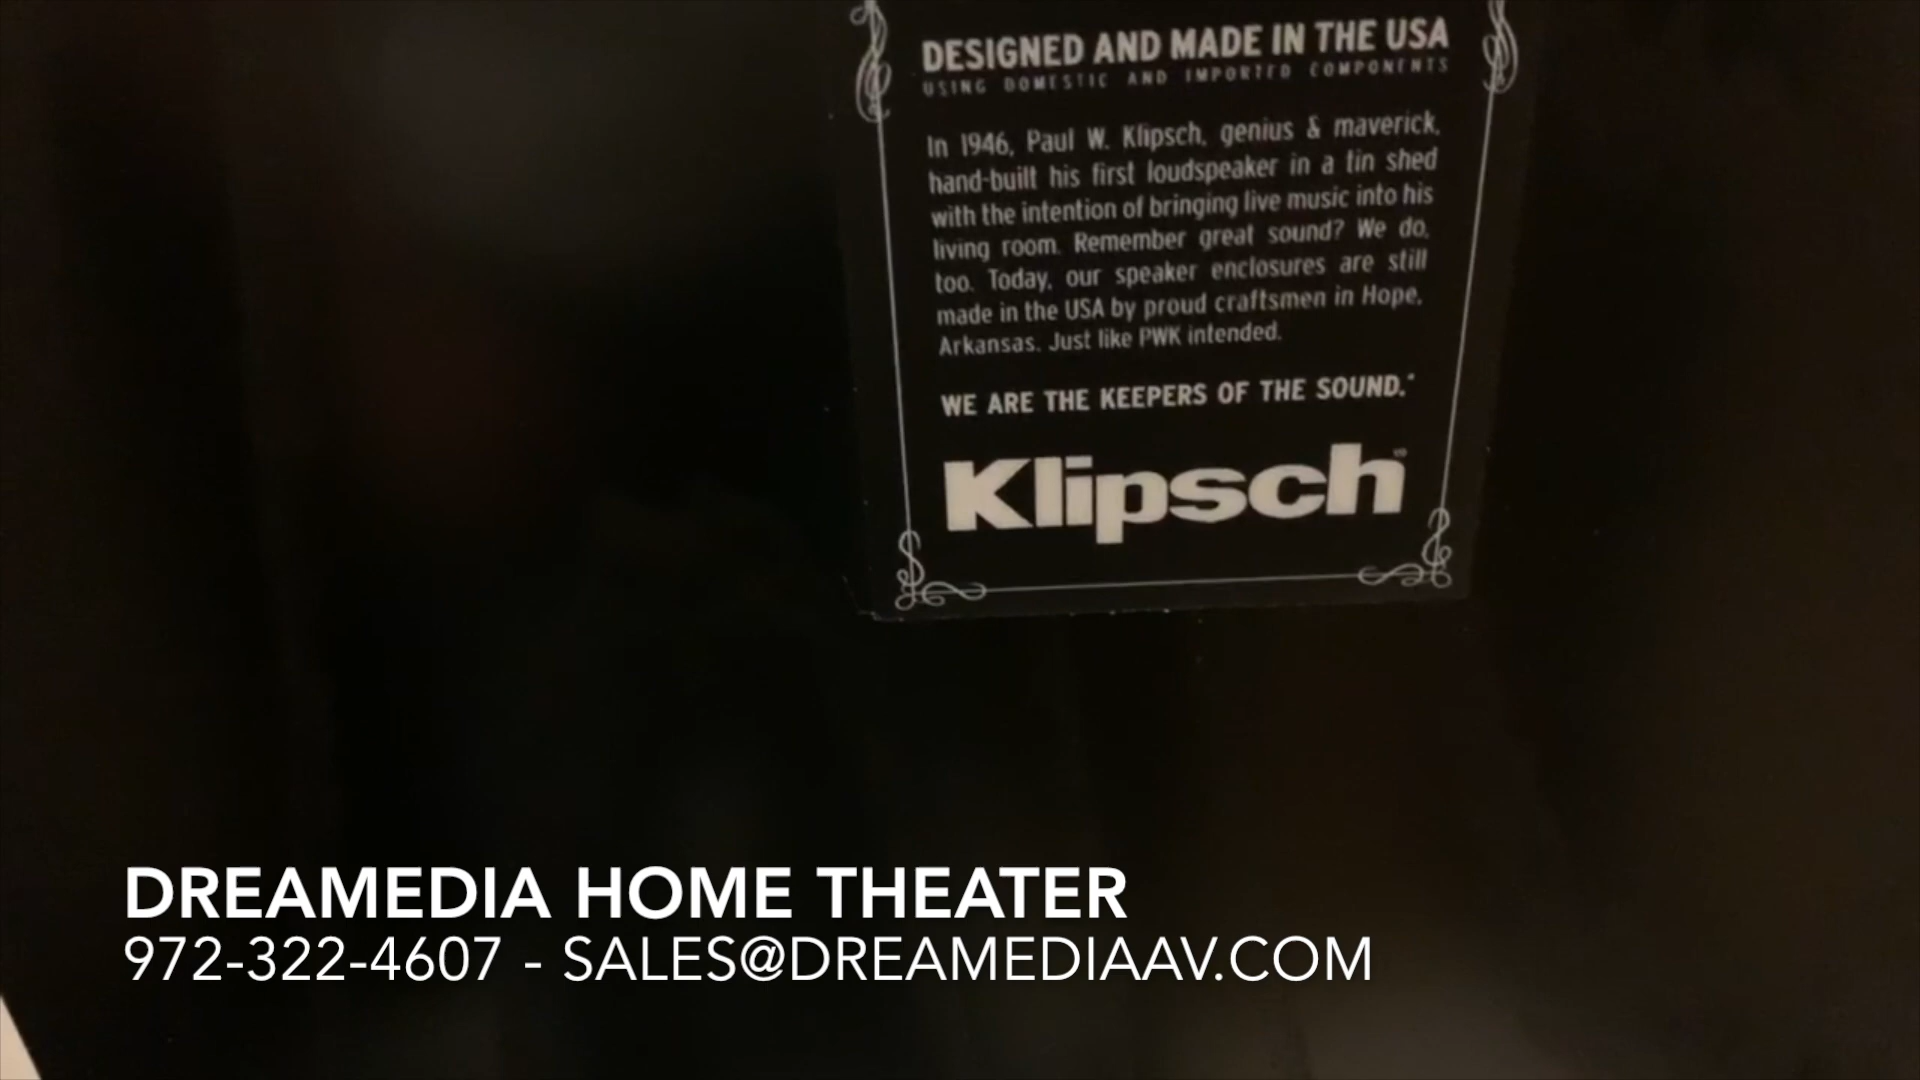 DESIGNED AND MADE IN THE USA
USING DOMESTIC AND IMPORTED COMPONENTS
In 1946, Paul W. Klipsch, genius & maverick,
hand-built his first loudspeaker in a tin shed
with the intention of bringing live music into his
living room. Remember great sound? We do,
too. Today, our speaker enclosures are still
made in the USA by proud craftsmen in Hope,
Arkansas. Just like PWK intended.
WE ARE THE KEEPERS OF THE SOUND.
Klipsch
DREAMEDIA HOME THEATER
972-322-4607 - SALES@DREAMEDIAAV.COM